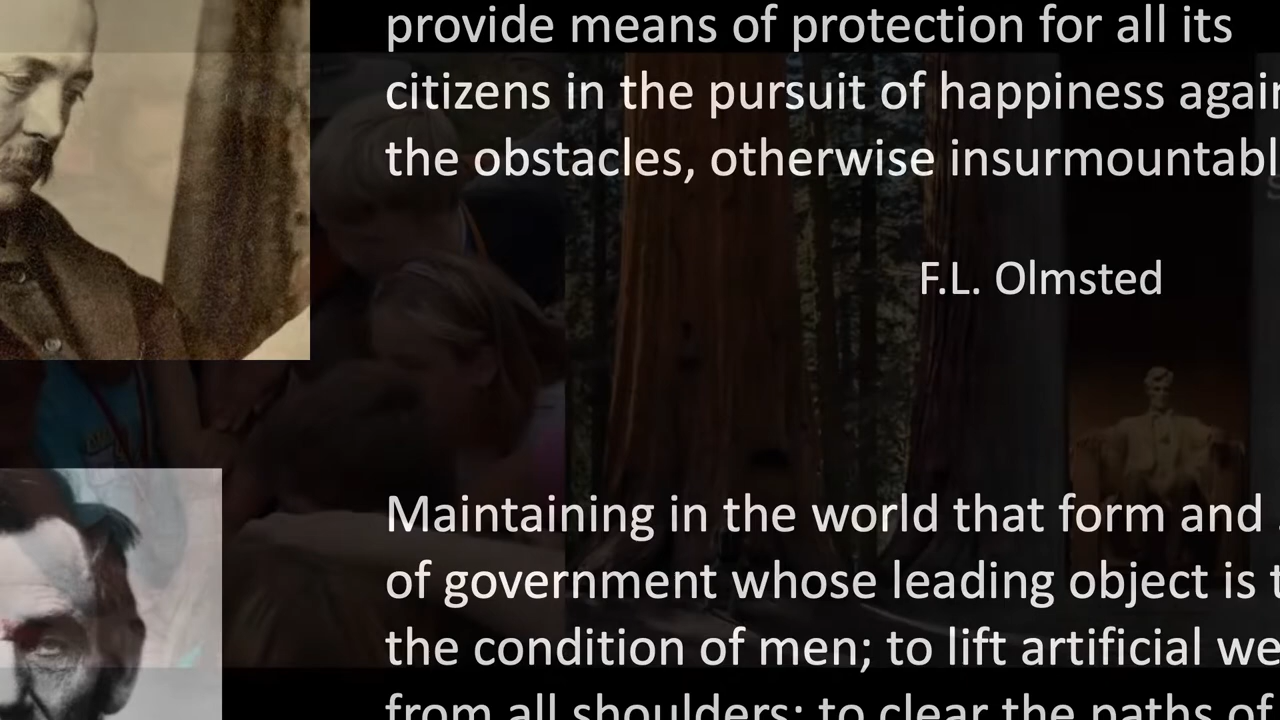 provide means of protection for all its
citizens in the pursuit of happiness
the obstacles, otherwise
F.L. Olmsted
Maintaining in the world that form and
of government whose leading object is
the condition of men; to lift artificial
from all shoulders; to clear the paths of